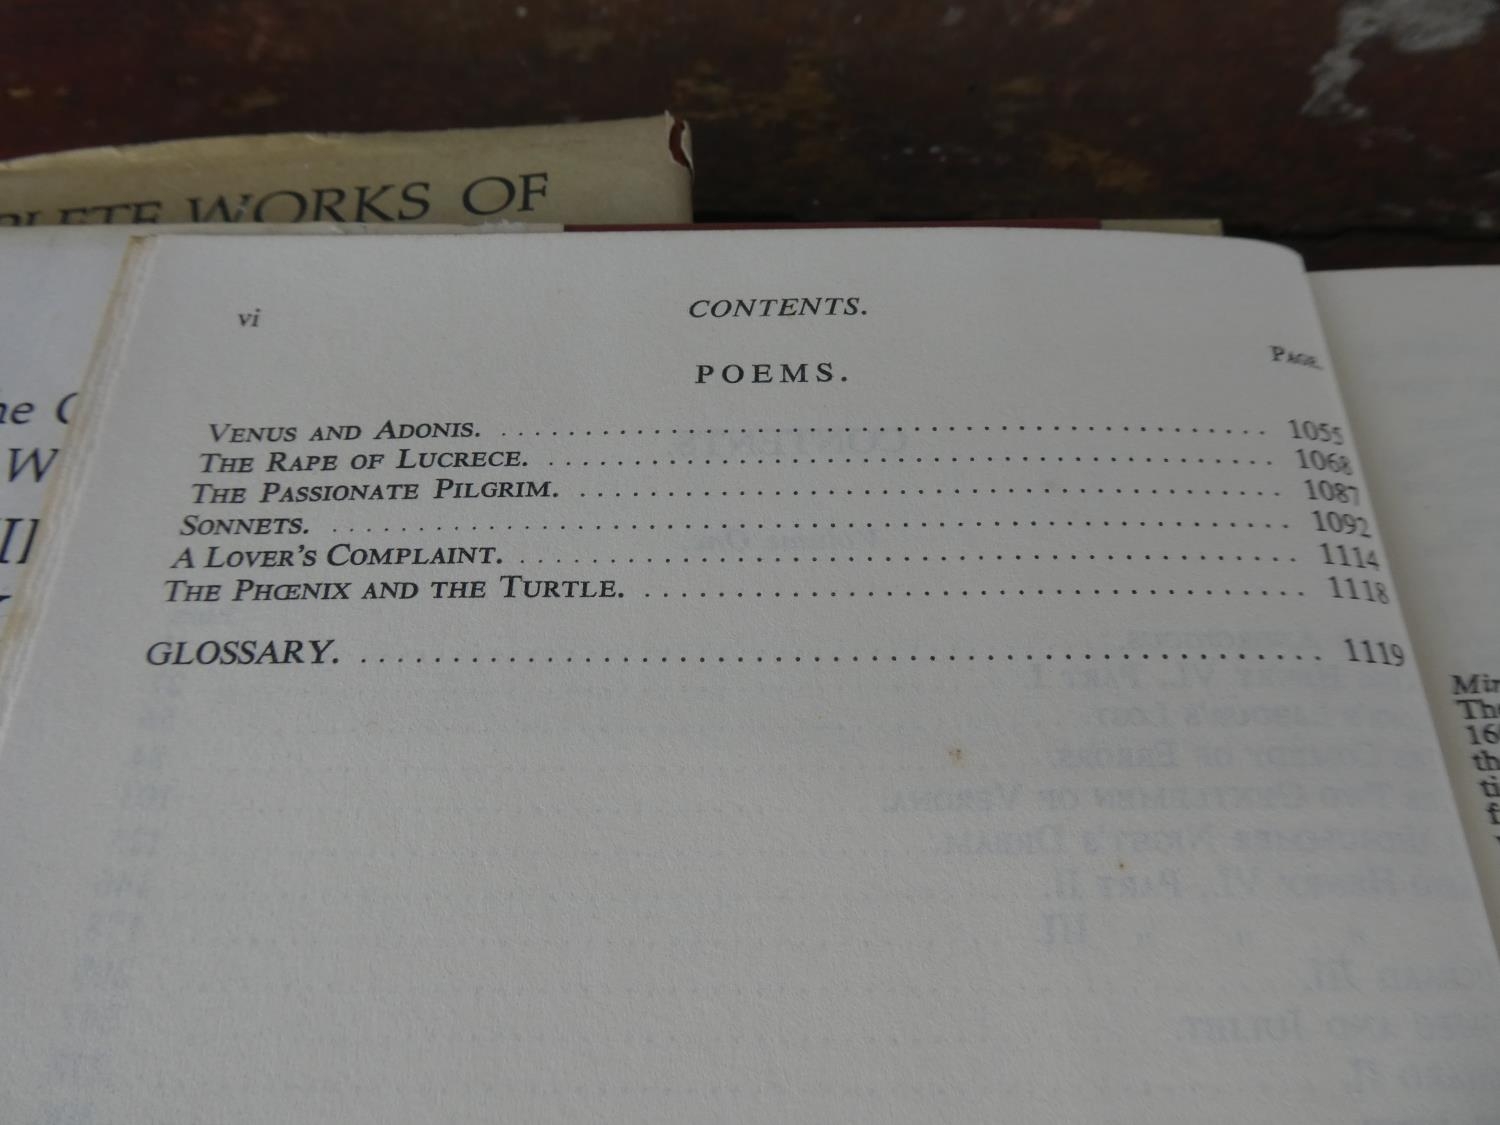 WORKS OF
vi
CONTENTS.
POEMS.
PAGE.
VENUS AND ADONIS. 1055
THE RAPE OF LUCRECE. 1068
THE PASSIONATE PILGRIM. 1087
SONNETS. 1092
A LOVER'S COMPLAINT. 1114
THE PHŒNIX AND THE TURTLE. 1118
GLOSSARY. 1119